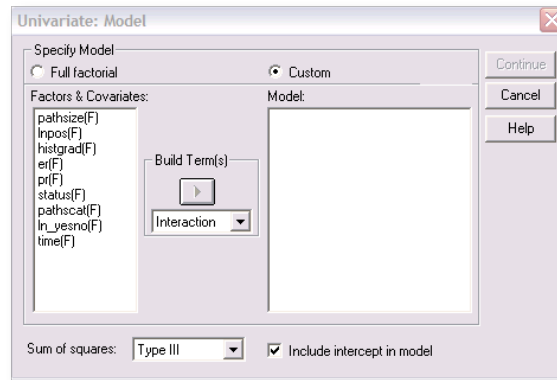 Univariate: Model
Specify Model
Full factorial
Custom
Continue
Cancel
Help
Factors & Covariates:
Model:
pathsize(F)
lnpos(F)
histgrad(F)
er(F)
pr(F)
status(F)
pathscat(F)
ln_yesno(F)
time(F)
Build Term(s)
Interaction
Sum of squares:
Type III
Include intercept in model